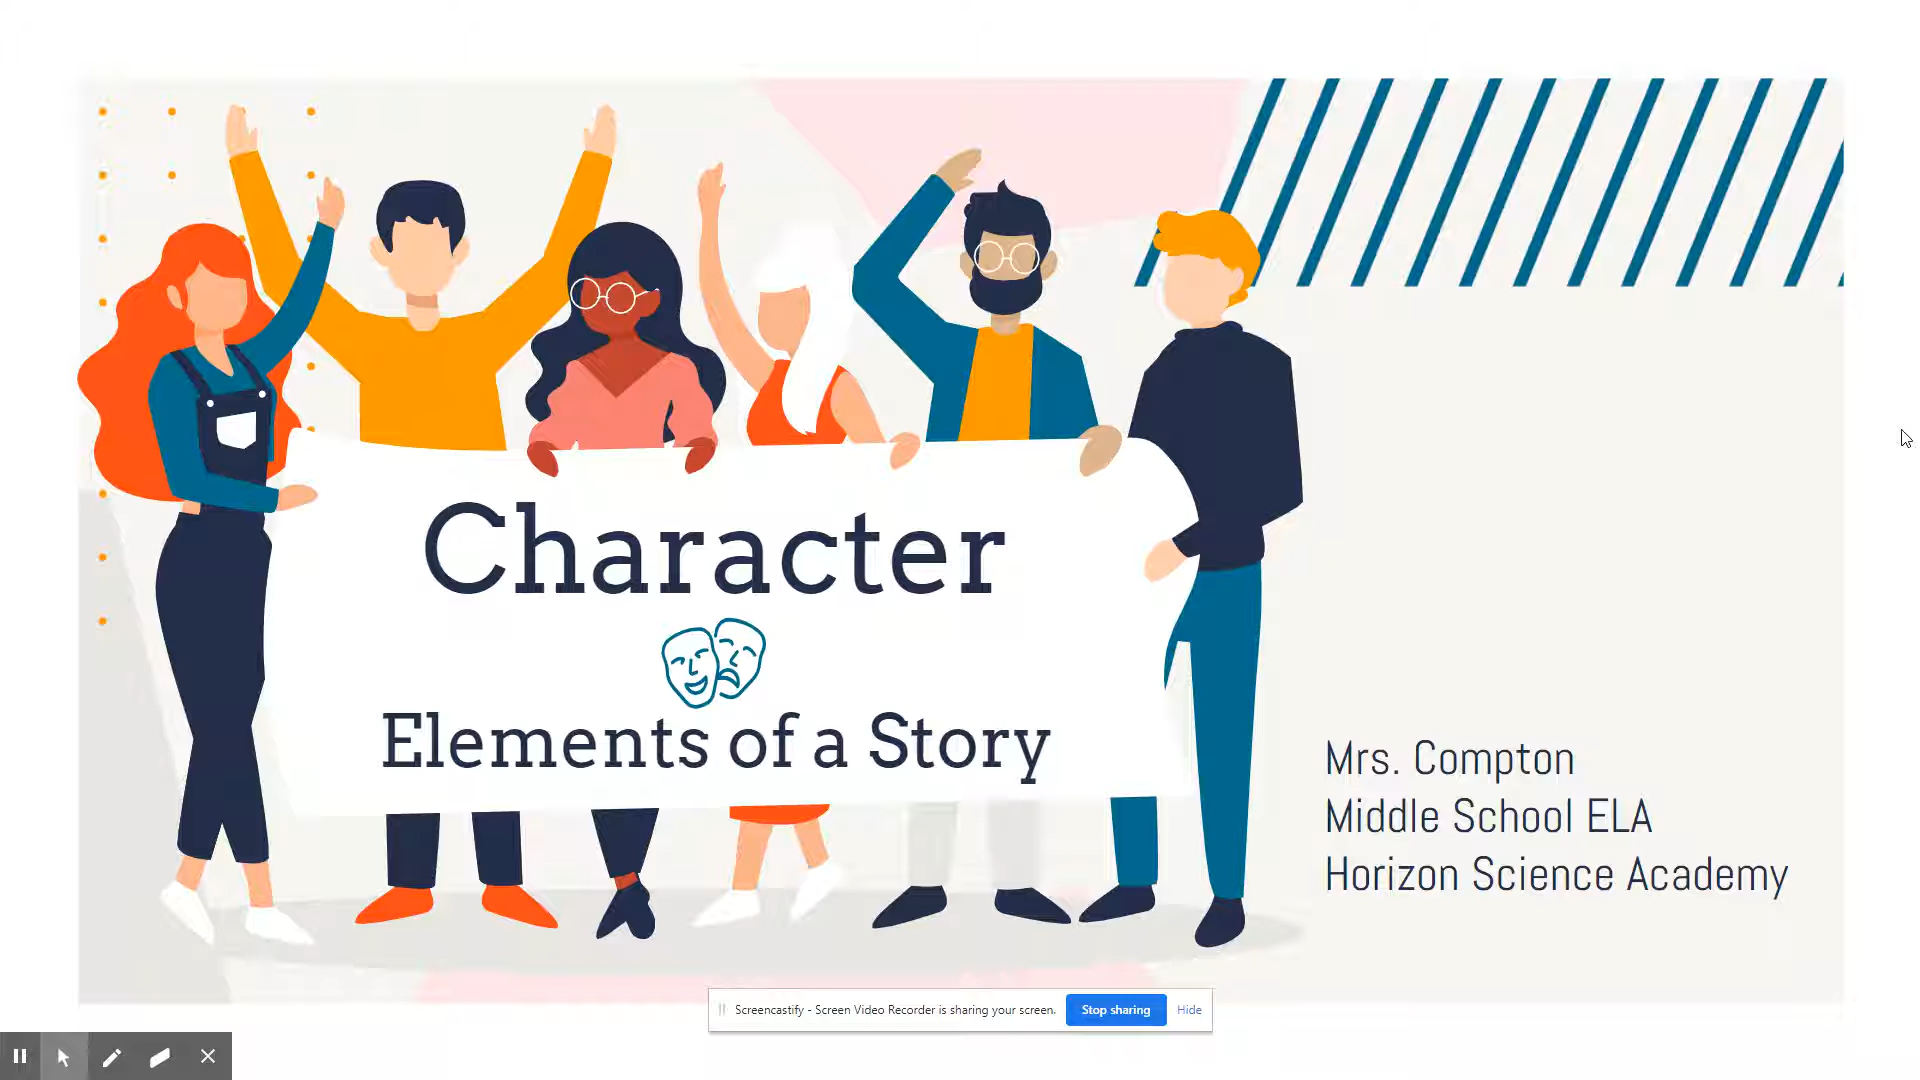 Character
Elements of a Story
Mrs. Compton
Middle School ELA
Horizon Science Academy
Screencastify - Screen Video Recorder is sharing your screen. Stop sharing Hide